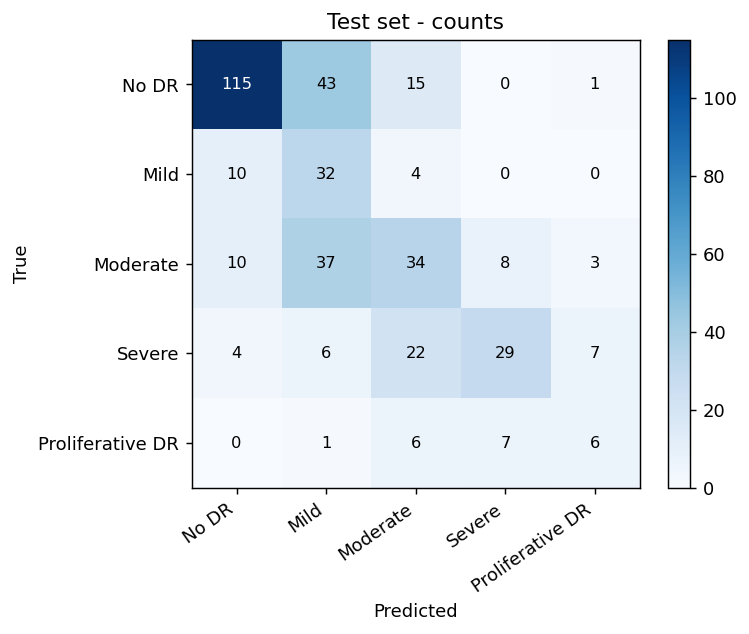 Test set - counts
No DR 115 43 15 0 1
Mild 10 32 4 0 0
Moderate 10 37 34 8 3
Severe 4 6 22 29 7
Proliferative DR 0 1 6 7 6
No DR Mild Moderate Severe Proliferative DR
Predicted
True
100
80
60
40
20
0